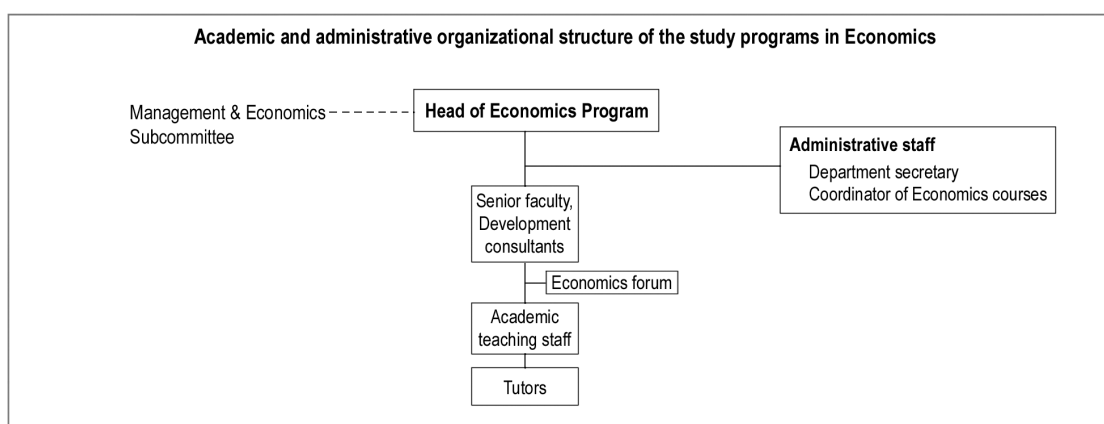 Academic and administrative organizational structure of the study programs in Economics
Management & Economics
Subcommittee
Head of Economics Program
Administrative staff
Department secretary
Coordinator of Economics courses
Senior faculty,
Development
consultants
Economics forum
Academic
teaching staff
Tutors